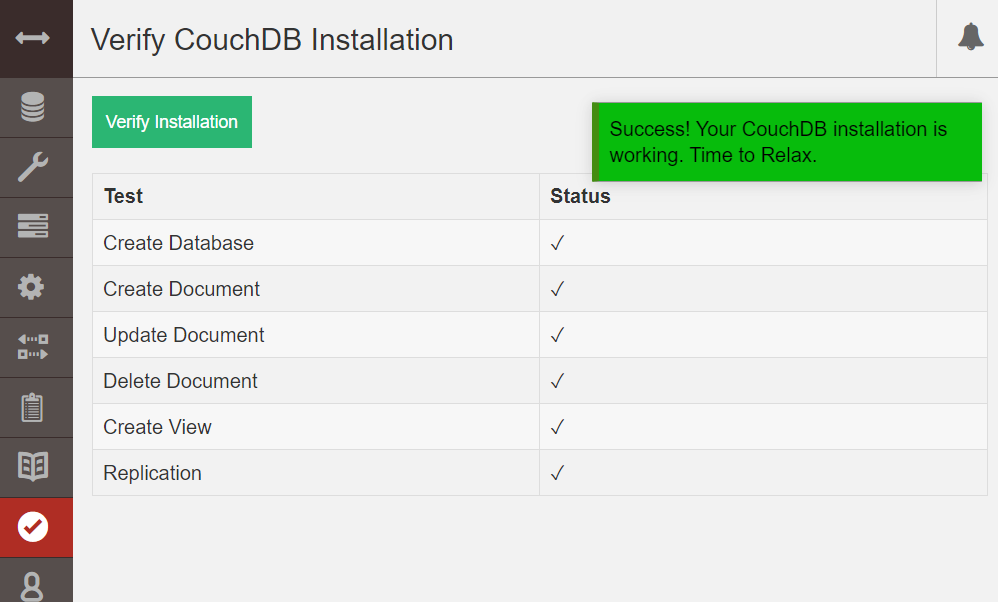 Verify CouchDB Installation
Verify Installation
Success! Your CouchDB installation is
working. Time to Relax.
Test Status
Create Database ✓
Create Document ✓
Update Document ✓
Delete Document ✓
Create View ✓
Replication ✓